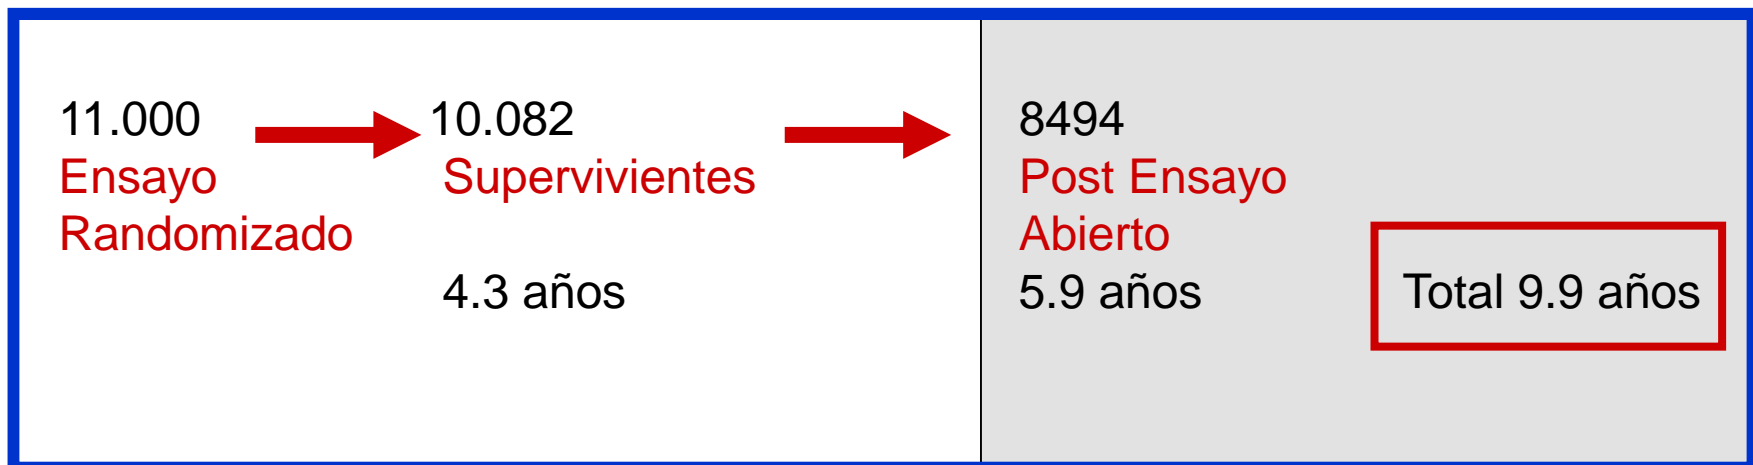 11.000
Ensayo
Randomizado
10.082
Supervivientes
4.3 años
8494
Post Ensayo
Abierto
5.9 años
Total 9.9 años